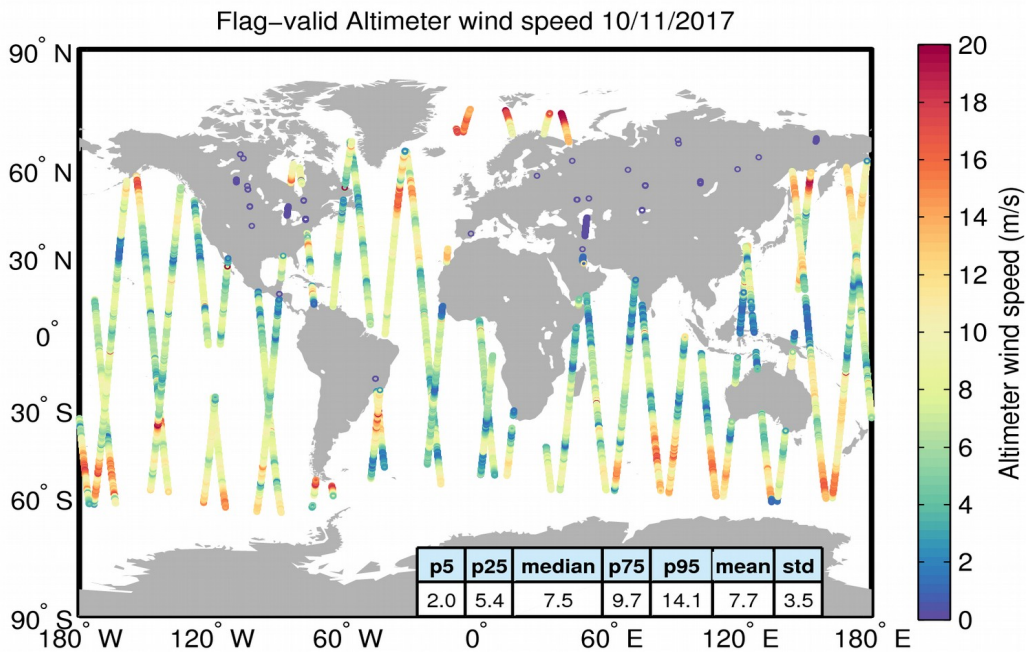 Flag−valid Altimeter wind speed 10/11/2017
90° N
60° N
30° N
0°
30° S
60° S
90° S
180° W
120° W
60° W
0°
60° E
120° E
180° E
p5 p25 median p75 p95 mean std
2.0 5.4 7.5 9.7 14.1 7.7 3.5
20
18
16
14
12
10
8
6
4
2
0
Altimeter wind speed (m/s)